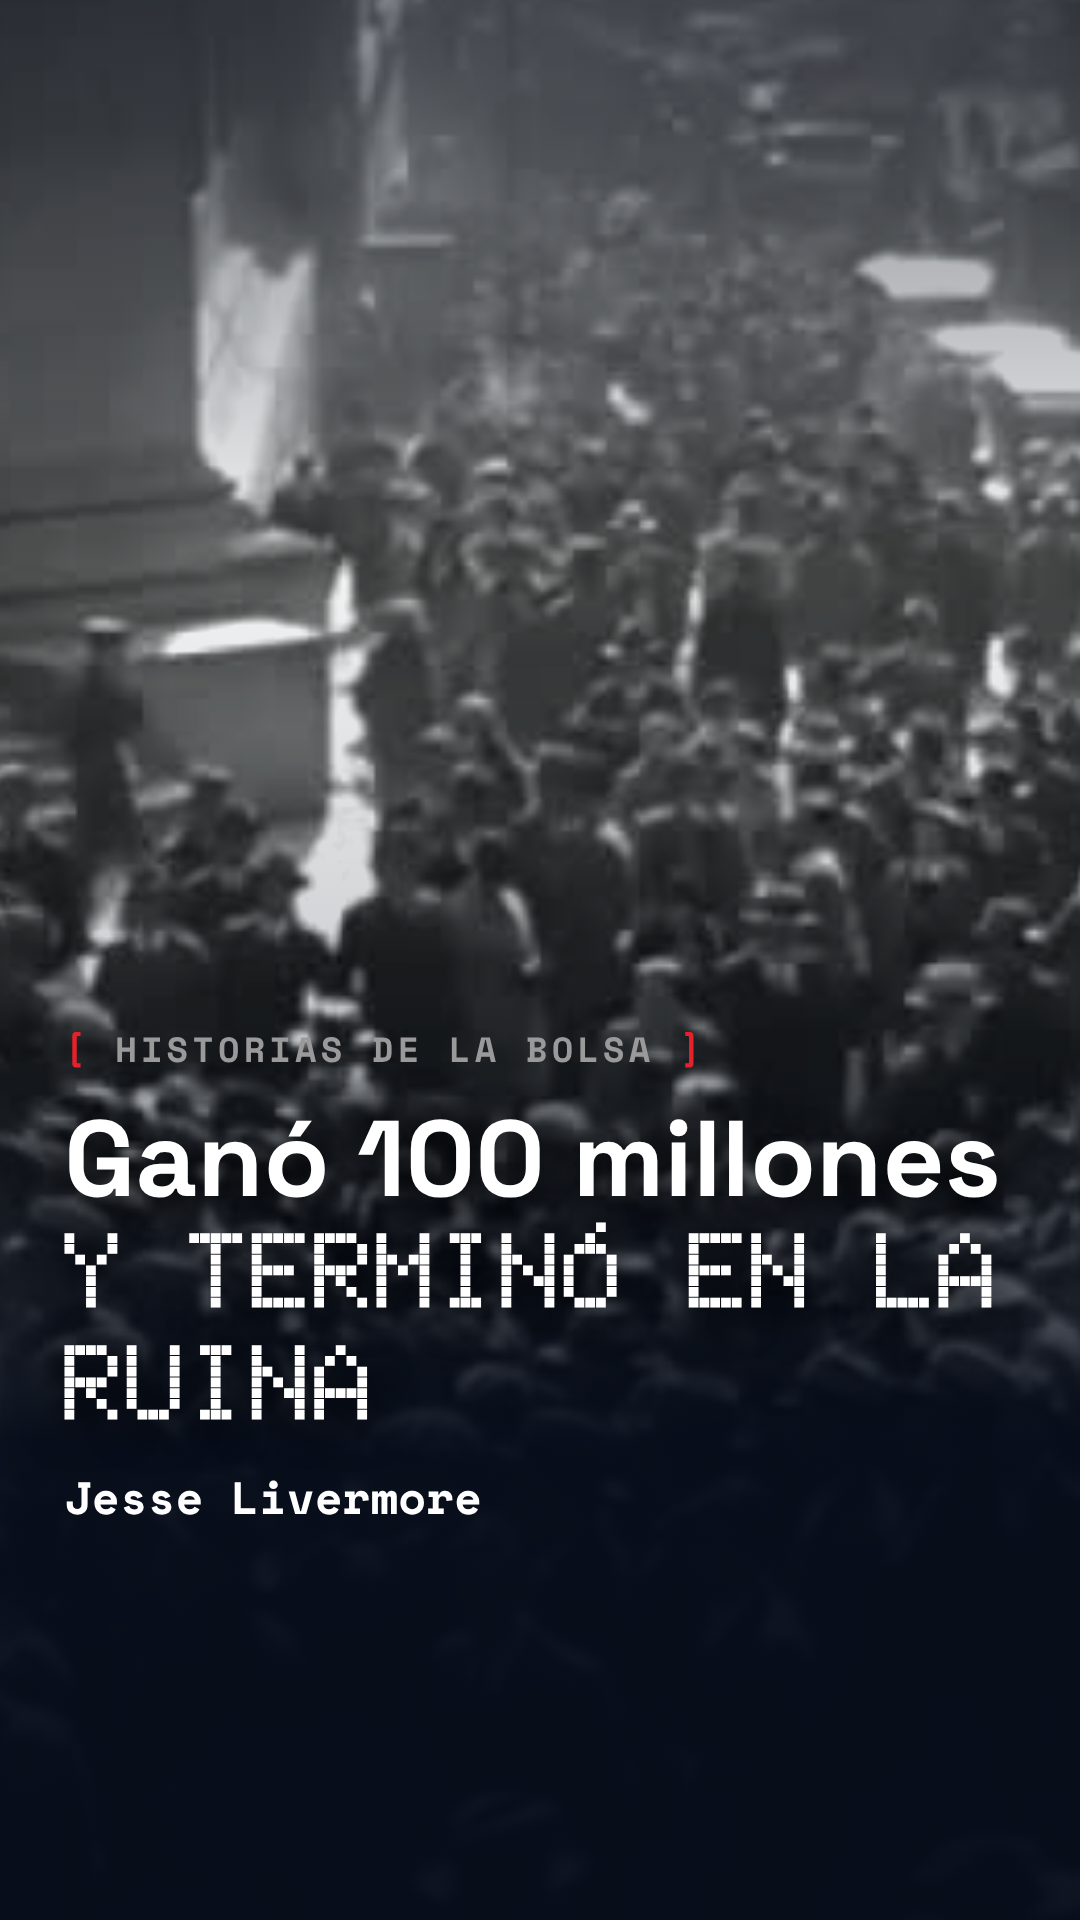 [ HISTORIAS DE LA BOLSA ]
Ganó 100 millones
Y TERMINÓ EN LA
RUINA
Jesse Livermore